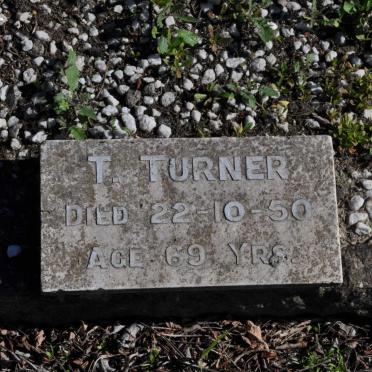 T. TURNER
DIED 22-10-50
AGE 69 YRS.